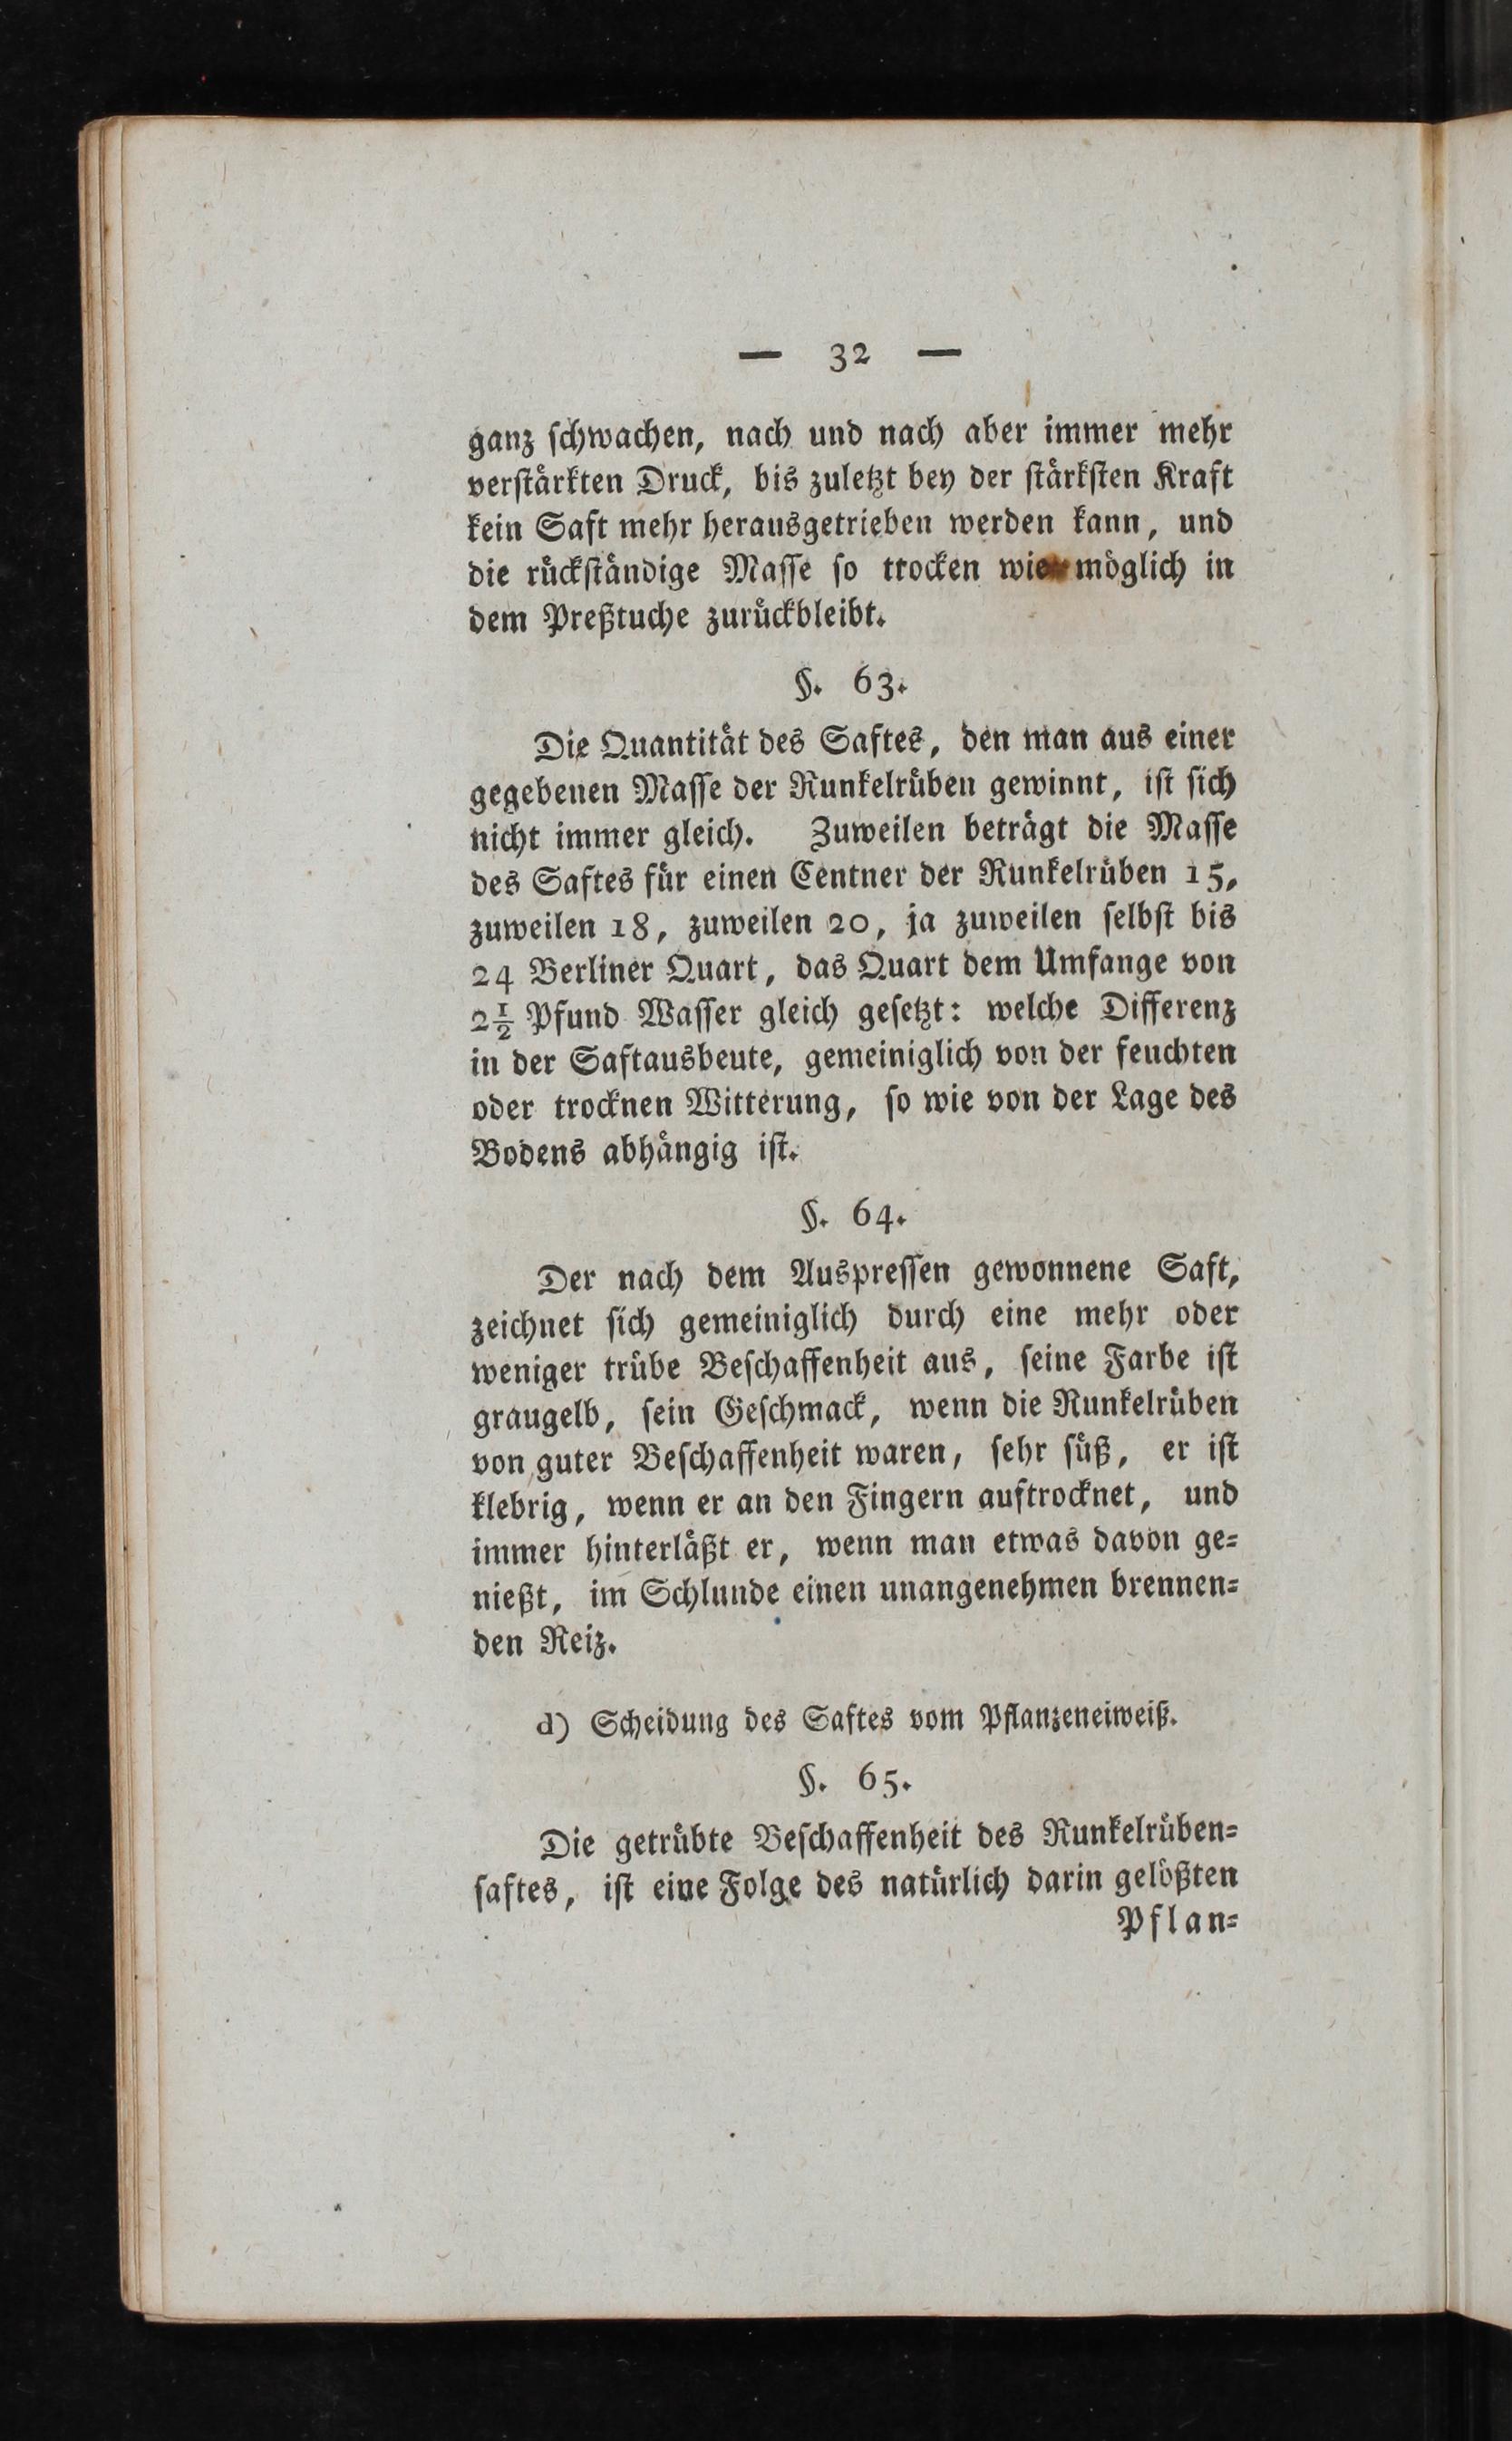 — 32 —
ganz schwachen, nach und nach aber immer mehr
verstärkten Druck, bis zuletzt bey der stärksten Kraft
kein Saft mehr herausgetrieben werden kann, und
die rückständige Masse so trocken wie möglich in
dem Preßtuche zurückbleibt.
§. 63.
Die Quantität des Saftes, den man aus einer
gegebenen Masse der Runkelrüben gewinnt, ist sich
nicht immer gleich. Zuweilen beträgt die Masse
des Saftes für einen Centner der Runkelrüben 15,
zuweilen 18, zuweilen 20, ja zuweilen selbst bis
24 Berliner Quart, das Quart dem Umfange von
2½ Pfund Wasser gleich gesetzt: welche Differenz
in der Saftausbeute, gemeiniglich von der feuchten
oder trocknen Witterung, so wie von der Lage des
Bodens abhängig ist.
§. 64.
Der nach dem Auspressen gewonnene Saft,
zeichnet sich gemeiniglich durch eine mehr oder
weniger trübe Beschaffenheit aus, seine Farbe ist
graugelb, sein Geschmack, wenn die Runkelrüben
von guter Beschaffenheit waren, sehr süß, er ist
klebrig, wenn er an den Fingern auftrocknet, und
immer hinterläßt er, wenn man etwas davon ge-
nießt, im Schlunde einen unangenehmen brennen-
den Reiz.
d) Scheidung des Saftes vom Pflanzeneiweiß.
§. 65.
Die getrübte Beschaffenheit des Runkelrüben-
saftes, ist eine Folge des natürlich darin gelößten
Pflan-